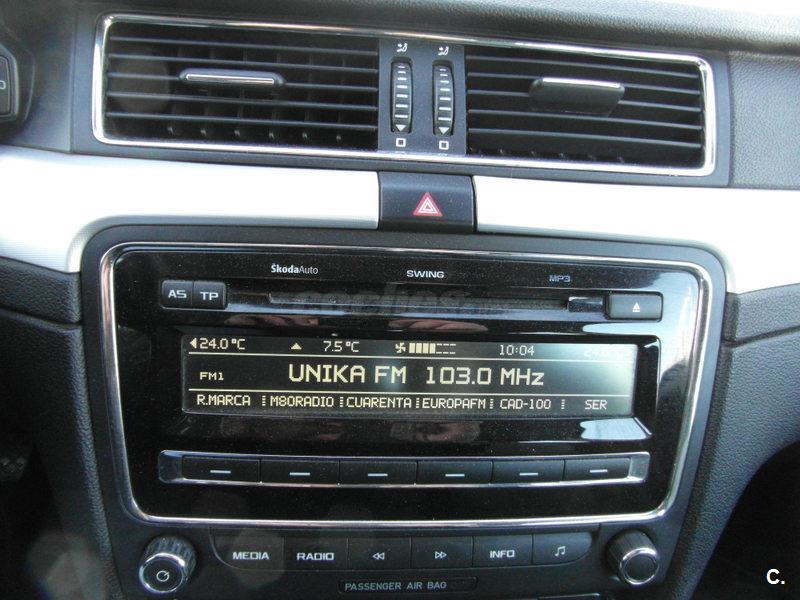 ŠkodaAuto SWING MP3
AS TP
24.0°C 7.5°C 10:04 24.0°C
FM1 UNIKA FM 103.0 MHz
R.MARCA M80RADIO CUARENTA EUROPAFM CAD-100 SER
MEDIA RADIO INFO
PASSENGER AIR BAG
C.